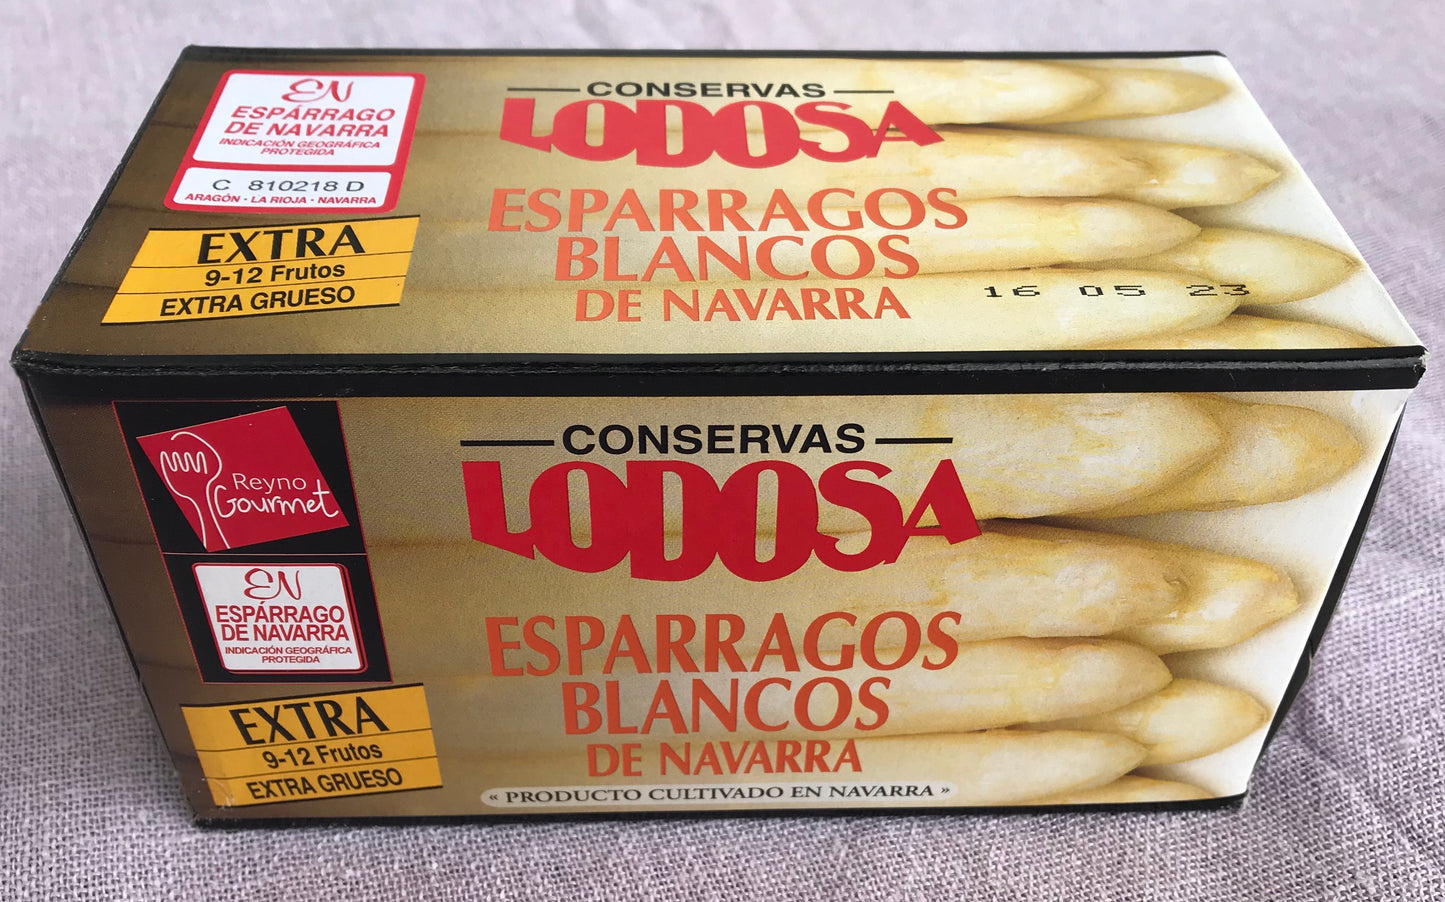 EN
ESPÁRRAGO
DE NAVARRA
INDICACIÓN GEOGRÁFICA
PROTEGIDA
C 810218 D
ARAGÓN - LA RIOJA - NAVARRA
EXTRA
9-12 Frutos
EXTRA GRUESO
CONSERVAS
LODOSA
ESPARRAGOS
BLANCOS
DE NAVARRA
16 05 23
Reyno
Gourmet
EN
ESPÁRRAGO
DE NAVARRA
INDICACIÓN GEOGRÁFICA
PROTEGIDA
EXTRA
9-12 Frutos
EXTRA GRUESO
CONSERVAS
LODOSA
ESPARRAGOS
BLANCOS
DE NAVARRA
« PRODUCTO CULTIVADO EN NAVARRA »